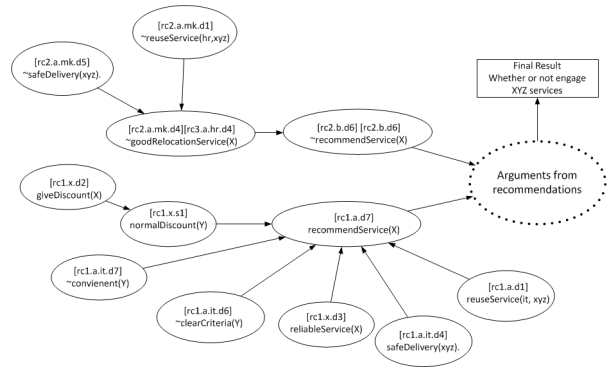 [rc2.a.mk.d1]
~reuseService(hr,xyz)
[rc2.a.mk.d5]
~safeDelivery(xyz).
Final Result
Whether or not engage
XYZ services
[rc2.a.mk.d4][rc3.a.hr.d4]
~goodRelocationService(X)
[rc2.b.d6] [rc2.b.d6]
~recommendService(X)
Arguments from
recommendations
[rc1.x.d2]
giveDiscount(X)
[rc1.x.s1]
normalDiscount(Y)
[rc1.a.d7]
recommendService(X)
[rc1.a.it.d7]
~convienent(Y)
[rc1.a.it.d6]
~clearCriteria(Y)
[rc1.x.d3]
reliableService(X)
[rc1.a.it.d4]
safeDelivery(xyz).
[rc1.a.d1]
reuseService(it, xyz)